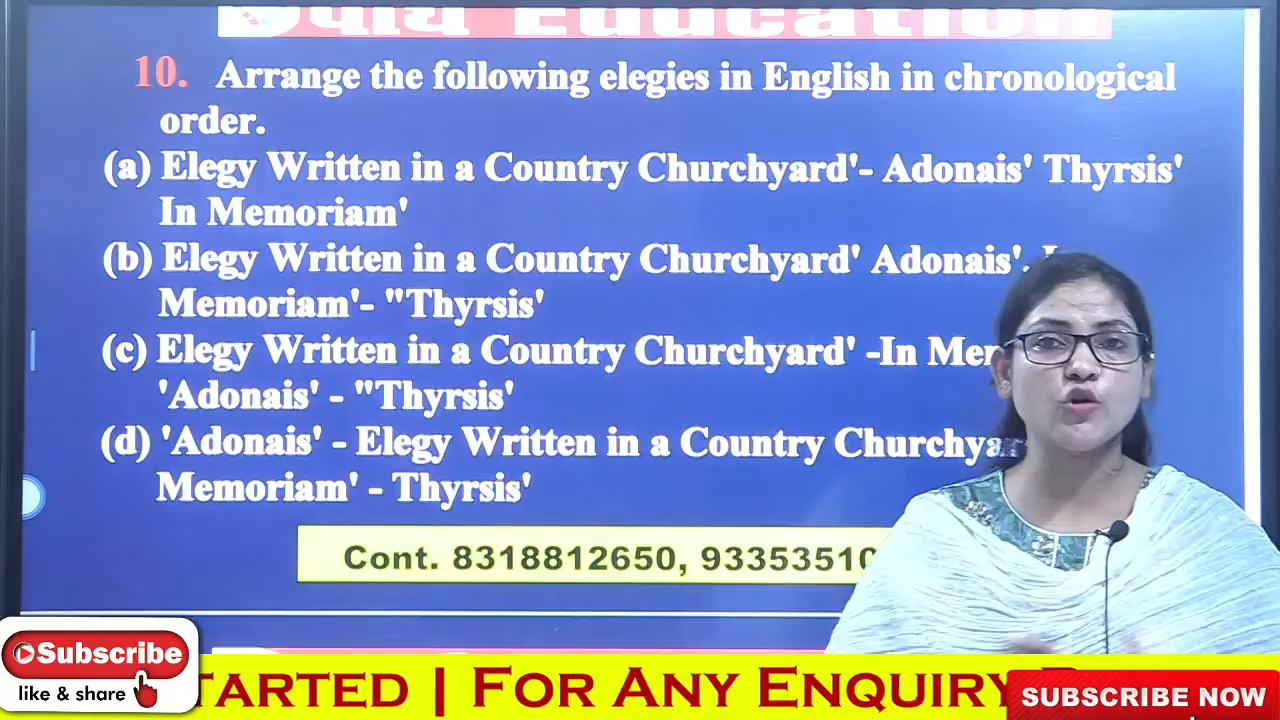 Education
10. Arrange the following elegies in English in chronological
order.
(a) Elegy Written in a Country Churchyard'- Adonais' Thyrsis'
In Memoriam'
(b) Elegy Written in a Country Churchyard' Adonais'.
Memoriam'- "Thyrsis'
(c) Elegy Written in a Country Churchyard' -In
'Adonais' - "Thyrsis'
(d) 'Adonais' - Elegy Written in a Country
Memoriam' - Thyrsis'
Cont. 8318812650,
Subscribe
like & share
For Any Enquiry
SUBSCRIBE NOW